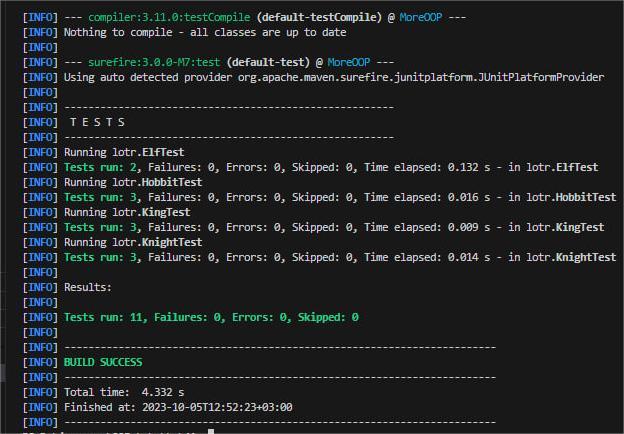 [INFO] --- compiler:3.11.0:testCompile (default-testCompile) @ MoreOOP ---
[INFO] Nothing to compile - all classes are up to date
[INFO]
[INFO] --- surefire:3.0.0-M7:test (default-test) @ MoreOOP ---
[INFO] Using auto detected provider org.apache.maven.surefire.junitplatform.JUnitPlatformProvider
[INFO]
[INFO] -------------------------------------------------------
[INFO]  T E S T S
[INFO] -------------------------------------------------------
[INFO] Running lotr.ElfTest
[INFO] Tests run: 2, Failures: 0, Errors: 0, Skipped: 0, Time elapsed: 0.132 s - in lotr.ElfTest
[INFO] Running lotr.HobbitTest
[INFO] Tests run: 3, Failures: 0, Errors: 0, Skipped: 0, Time elapsed: 0.016 s - in lotr.HobbitTest
[INFO] Running lotr.KingTest
[INFO] Tests run: 3, Failures: 0, Errors: 0, Skipped: 0, Time elapsed: 0.009 s - in lotr.KingTest
[INFO] Running lotr.KnightTest
[INFO] Tests run: 3, Failures: 0, Errors: 0, Skipped: 0, Time elapsed: 0.014 s - in lotr.KnightTest
[INFO]
[INFO] Results:
[INFO]
[INFO] Tests run: 11, Failures: 0, Errors: 0, Skipped: 0
[INFO]
[INFO] ------------------------------------------------------------------------
[INFO] BUILD SUCCESS
[INFO] ------------------------------------------------------------------------
[INFO] Total time:  4.332 s
[INFO] Finished at: 2023-10-05T12:52:23+03:00
[INFO] ------------------------------------------------------------------------